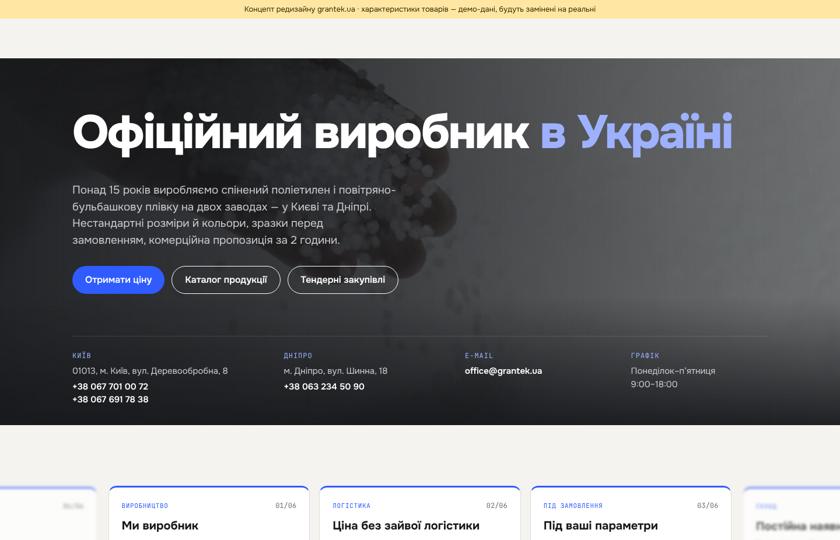 Концепт редизайну grantek.ua · характеристики товарів — демо-дані, будуть замінені на реальні
Офіційний виробник в Україні
Понад 15 років виробляємо спінений поліетилен і повітряно-
бульбашкову плівку на двох заводах — у Києві та Дніпрі.
Нестандартні розміри й кольори, зразки перед
замовленням, комерційна пропозиція за 2 години.
Отримати ціну
Каталог продукції
Тендерні закупівлі
КИЇВ
01013, м. Київ, вул. Деревообробна, 8
+38 067 701 00 72
+38 067 691 78 38
ДНІПРО
м. Дніпро, вул. Шинна, 18
+38 063 234 50 90
E-MAIL
office@grantek.ua
ГРАФІК
Понеділок–п'ятниця
9:00–18:00
ВИРОБНИЦТВО
01/06
Ми виробник
ЛОГІСТИКА
02/06
Ціна без зайвої логістики
ПІД ЗАМОВЛЕННЯ
03/06
Під ваші параметри
Постійна